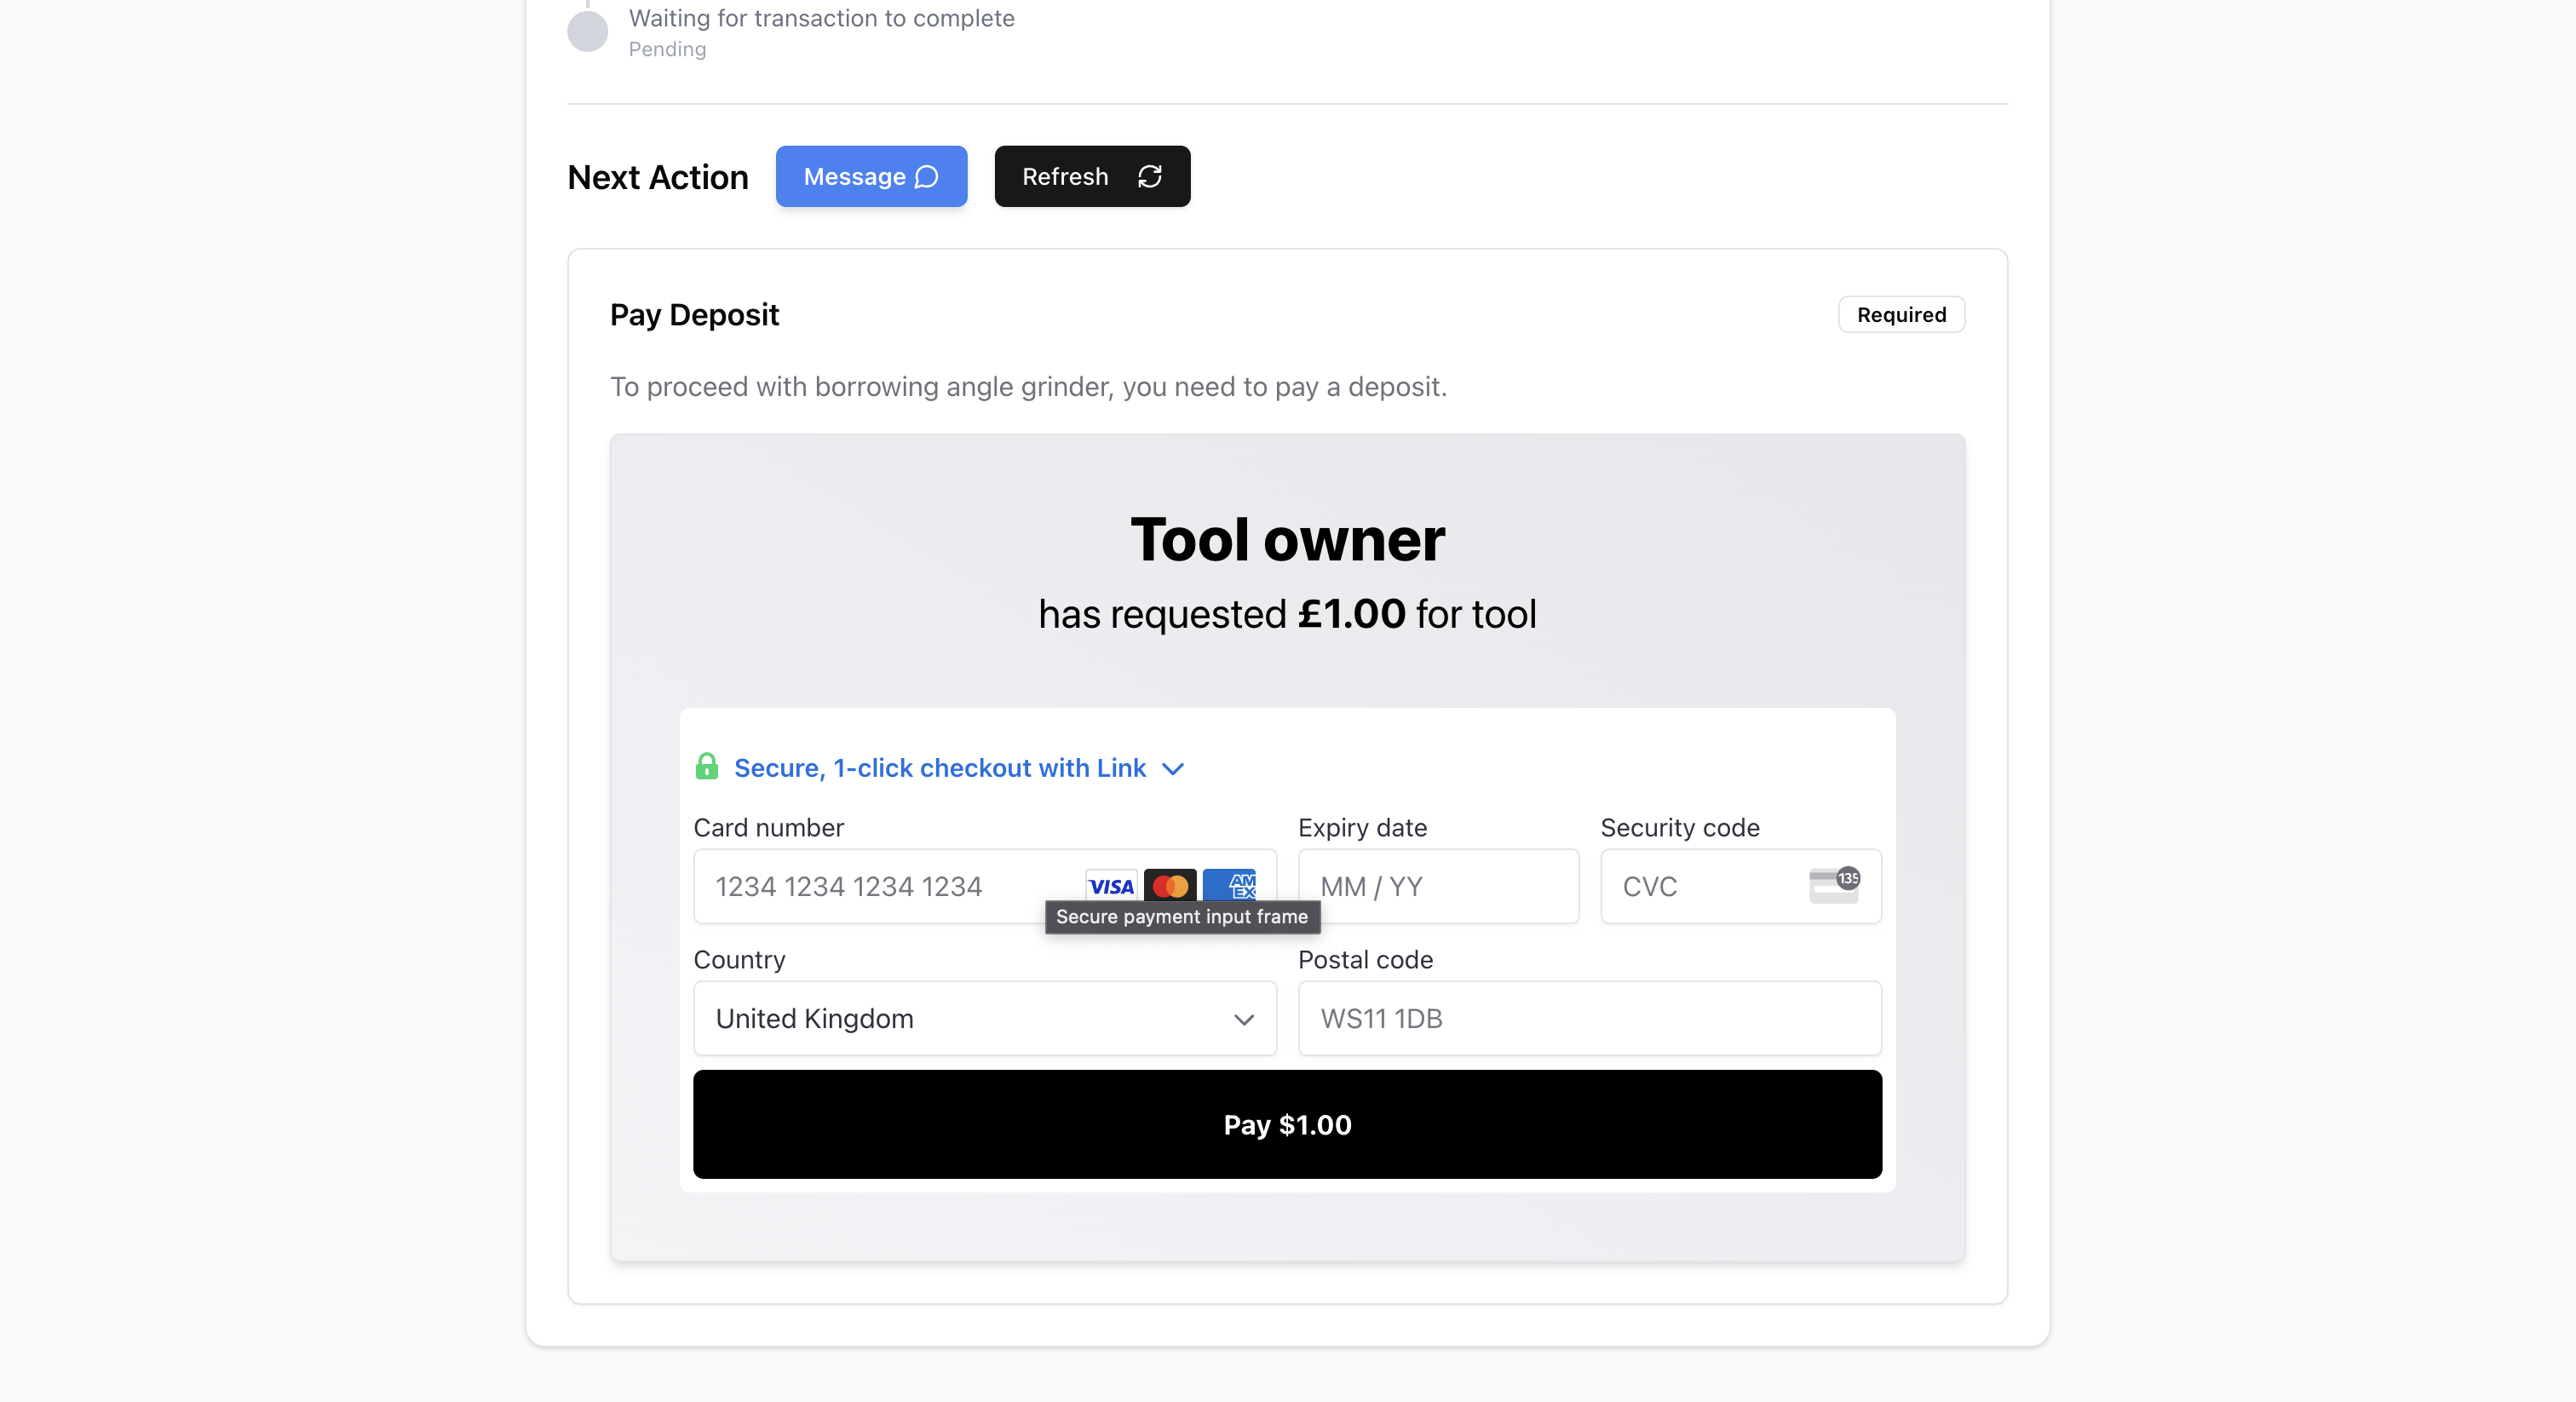 Waiting for transaction to complete
Pending
Next Action
Message
Refresh
Pay Deposit
Required
To proceed with borrowing angle grinder, you need to pay a deposit.
Tool owner
has requested £1.00 for tool
Secure, 1-click checkout with Link
Card number
Expiry date
Security code
1234 1234 1234 1234
VISA
AM
EX
MM / YY
CVC
135
Secure payment input frame
Country
Postal code
United Kingdom
WS11 1DB
Pay $1.00